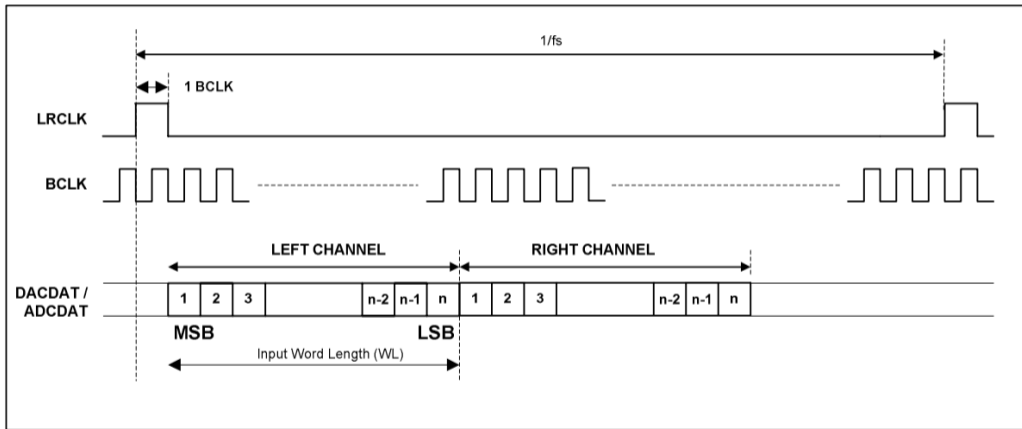 1/fs
1 BCLK
LRCLK
BCLK
LEFT CHANNEL RIGHT CHANNEL
DACDAT /
ADCDAT
1 2 3 n-2 n-1 n 1 2 3 n-2 n-1 n
MSB LSB
Input Word Length (WL)